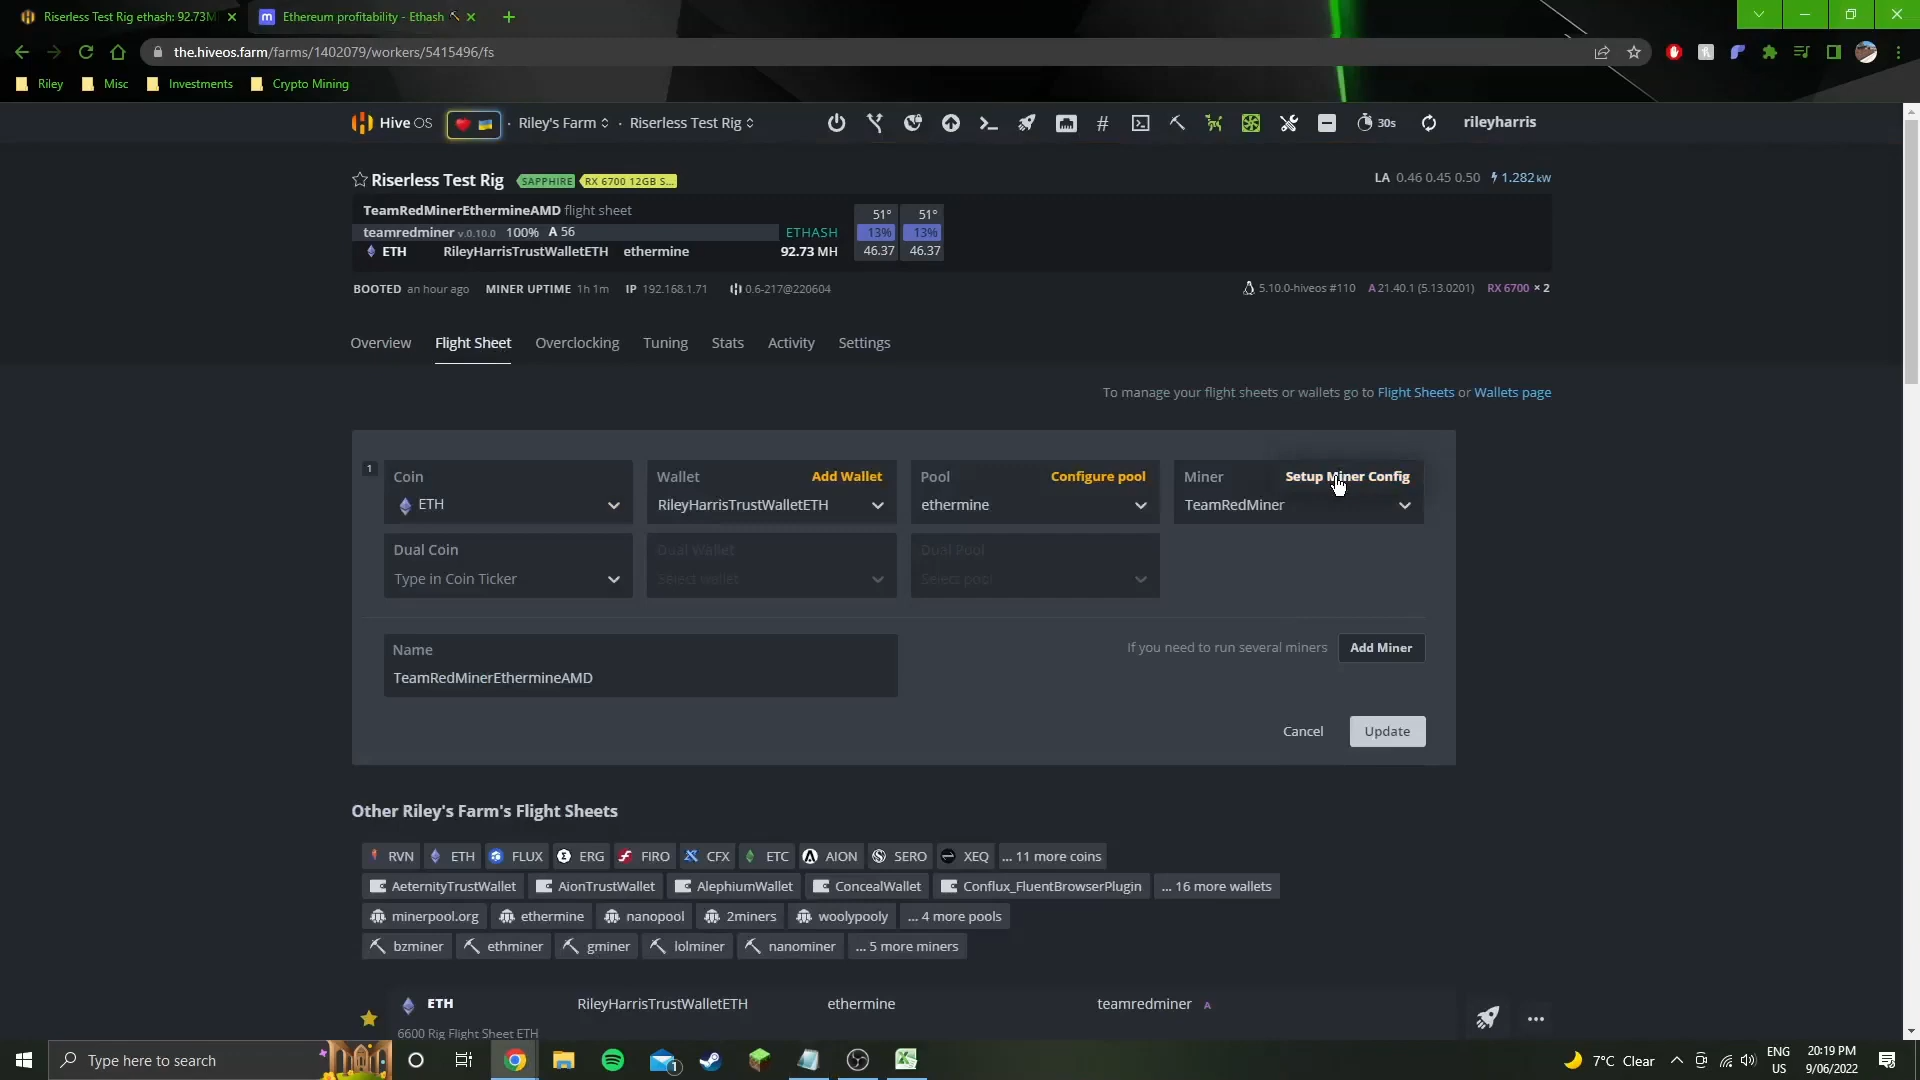 Riserless Test Rig ethash: 92.73M
Ethereum profitability - Ethash
the.hiveos.farm/farms/1402079/workers/5415496/fs
Riley
Misc
Investments
Crypto Mining
Hive OS
Riley's Farm
Riserless Test Rig
30s
rileyharris
Riserless Test Rig
SAPPHIRE
RX 6700 12GB S...
LA 0.46 0.45 0.50
1.282 kW
TeamRedMinerEthermineAMD flight sheet
51° 51°
teamredminer v.0.10.0 100% A 56 ETHASH
13% 13%
ETH RileyHarrisTrustWalletETH ethermine 92.73 MH
46.37 46.37
BOOTED an hour ago MINER UPTIME 1h 1m IP 192.168.1.71 0.6-217@220604
5.10.0-hiveos #110 A 21.40.1 (5.13.0201) RX 6700 × 2
Overview Flight Sheet Overclocking Tuning Stats Activity Settings
To manage your flight sheets or wallets go to Flight Sheets or Wallets page
1
Coin
ETH
Wallet Add Wallet
RileyHarrisTrustWalletETH
Pool Configure pool
ethermine
Miner Setup Miner Config
TeamRedMiner
Dual Coin
Type in Coin Ticker
Dual Wallet
Select wallet
Dual Pool
Select pool
Name
TeamRedMinerEthermineAMD
If you need to run several miners Add Miner
Cancel Update
Other Riley's Farm's Flight Sheets
RVN ETH FLUX ERG FIRO CFX ETC AION SERO XEQ ... 11 more coins
AeternityTrustWallet AionTrustWallet AlephiumWallet ConcealWallet Conflux_FluentBrowserPlugin ... 16 more wallets
minerpool.org ethermine nanopool 2miners woolypooly ... 4 more pools
bzminer ethminer gminer lolminer nanominer ... 5 more miners
ETH RileyHarrisTrustWalletETH ethermine teamredminer A
6600 Rig Flight Sheet ETH
Type here to search
1
7°C Clear
ENG
US
20:19 PM
9/06/2022